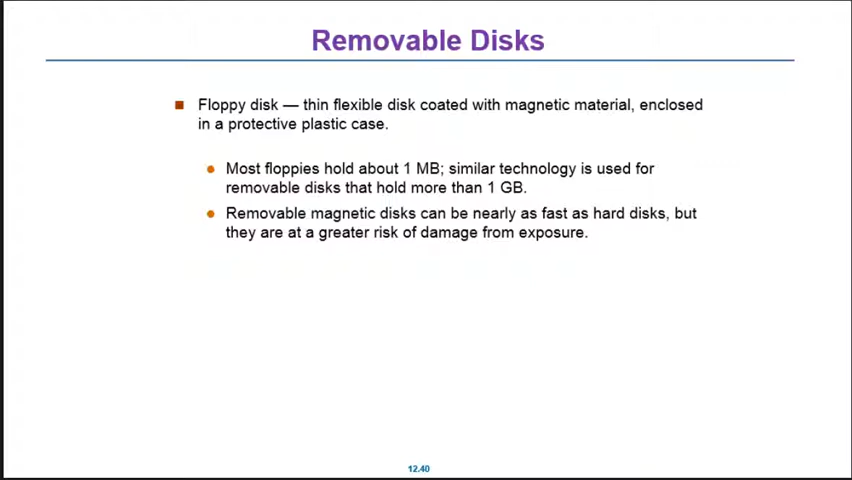 Removable Disks
Floppy disk — thin flexible disk coated with magnetic material, enclosed
in a protective plastic case.
Most floppies hold about 1 MB; similar technology is used for
removable disks that hold more than 1 GB.
Removable magnetic disks can be nearly as fast as hard disks, but
they are at a greater risk of damage from exposure.
12.40